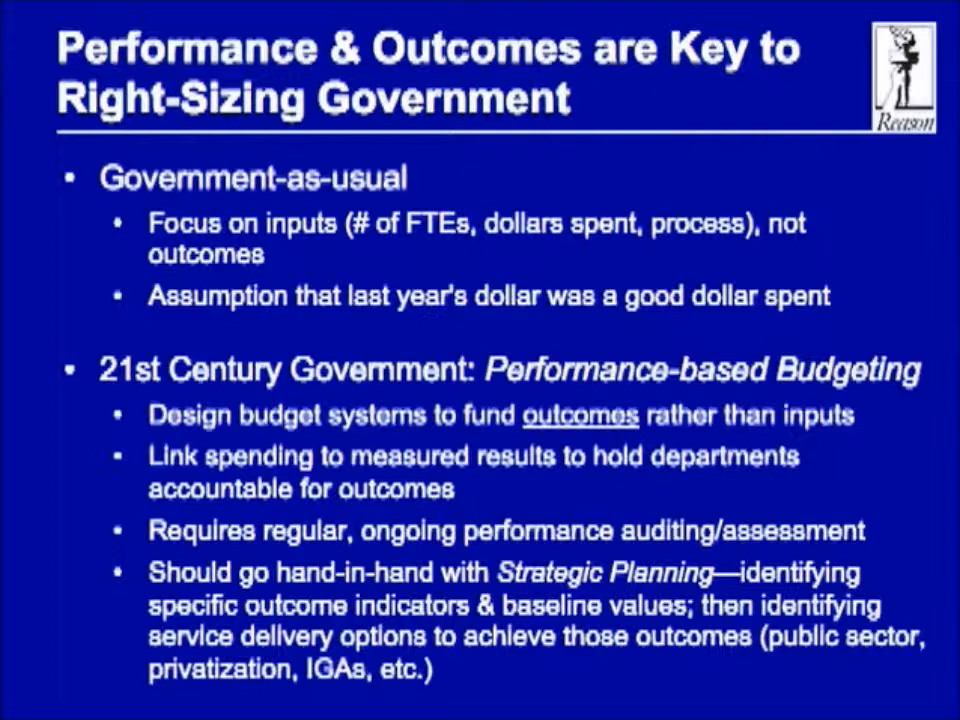 Performance & Outcomes are Key to
Right-Sizing Government
Reason
• Government-as-usual
• Focus on inputs (# of FTEs, dollars spent, process), not
outcomes
• Assumption that last year's dollar was a good dollar spent
• 21st Century Government: Performance-based Budgeting
• Design budget systems to fund outcomes rather than inputs
• Link spending to measured results to hold departments
accountable for outcomes
• Requires regular, ongoing performance auditing/assessment
• Should go hand-in-hand with Strategic Planning—identifying
specific outcome indicators & baseline values; then identifying
service delivery options to achieve those outcomes (public sector,
privatization, IGAs, etc.)